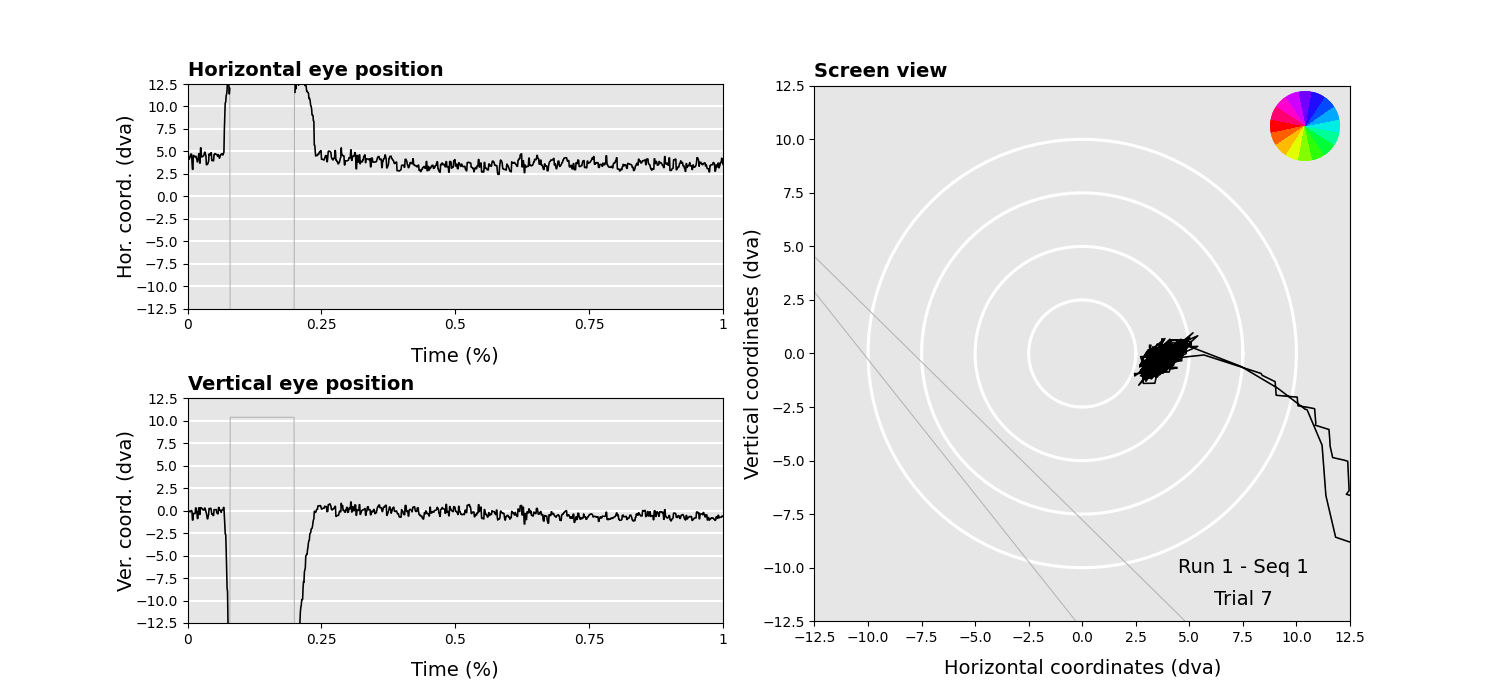 Horizontal eye position
Hor. coord. (dva)
12.5
10.0
7.5
5.0
2.5
0.0
−2.5
−5.0
−7.5
−10.0
−12.5
0 0.25 0.5 0.75 1
Time (%)
Vertical eye position
Ver. coord. (dva)
12.5
10.0
7.5
5.0
2.5
0.0
−2.5
−5.0
−7.5
−10.0
−12.5
0 0.25 0.5 0.75 1
Time (%)
Screen view
Vertical coordinates (dva)
12.5
10.0
7.5
5.0
2.5
0.0
−2.5
−5.0
−7.5
−10.0
−12.5
Run 1 - Seq 1
Trial 7
−12.5 −10.0 −7.5 −5.0 −2.5 0.0 2.5 5.0 7.5 10.0 12.5
Horizontal coordinates (dva)